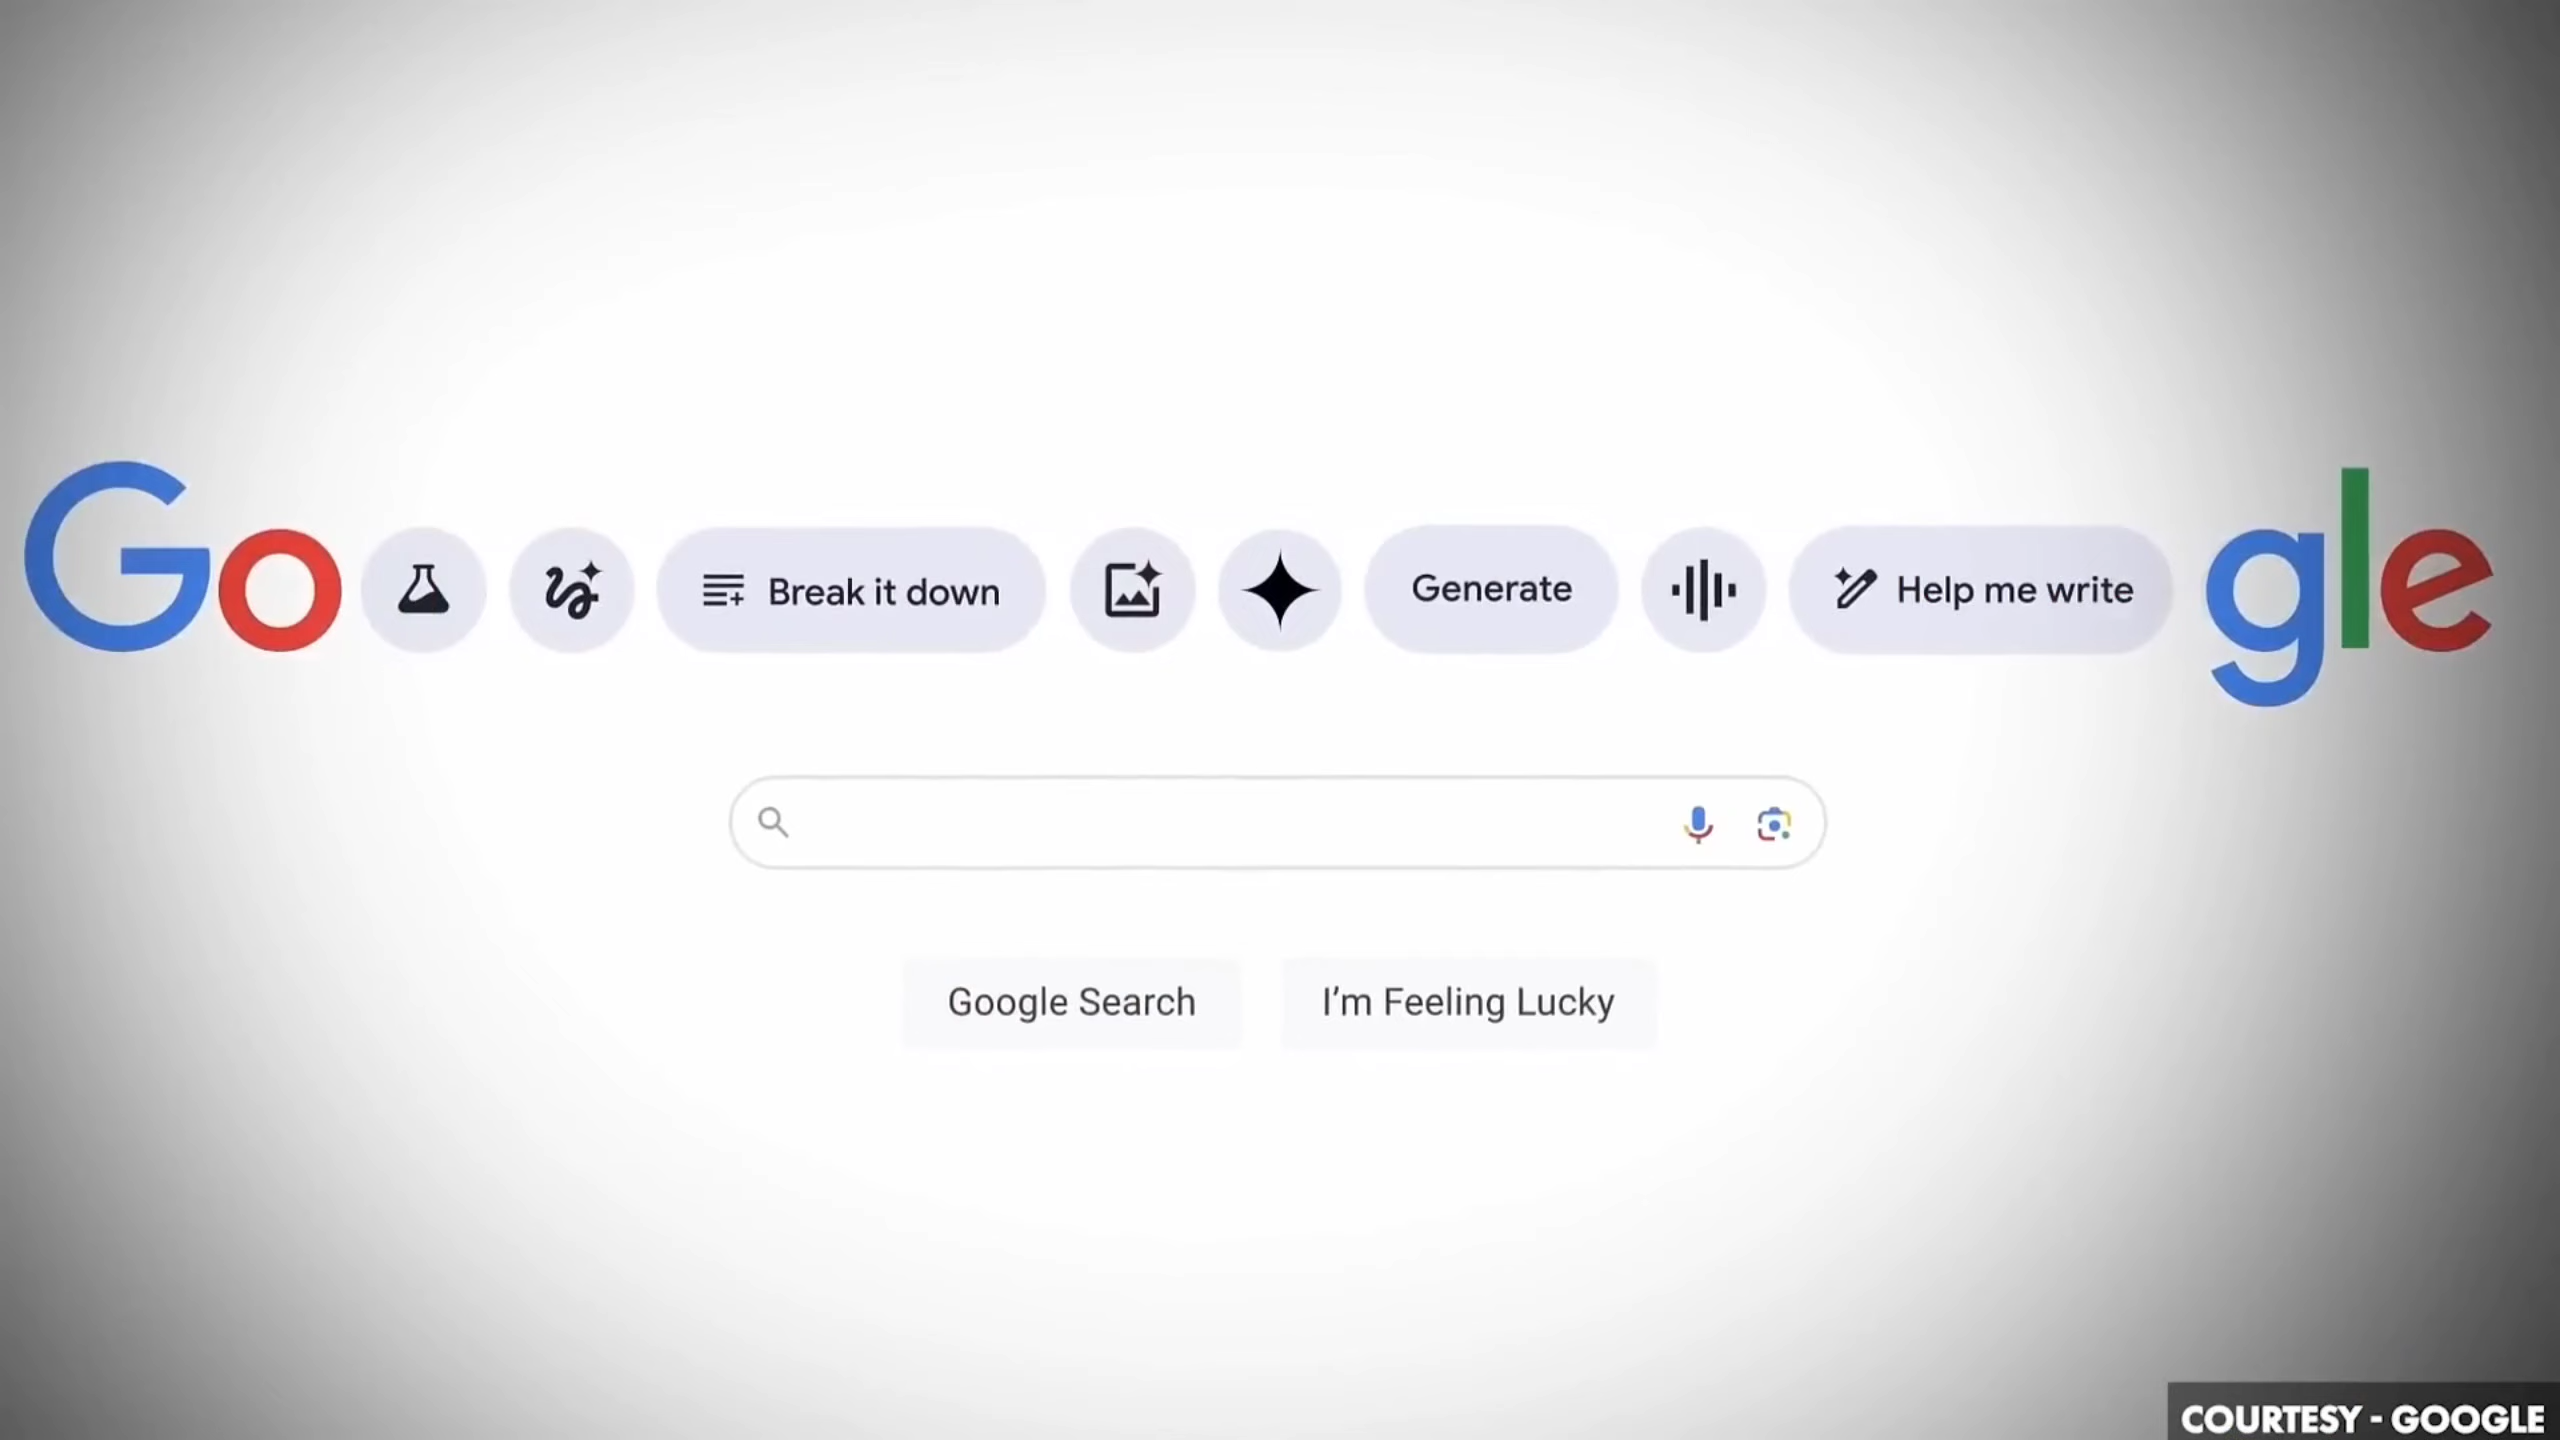 Go Break it down Generate Help me write gle
Google Search I'm Feeling Lucky
COURTESY - GOOGLE